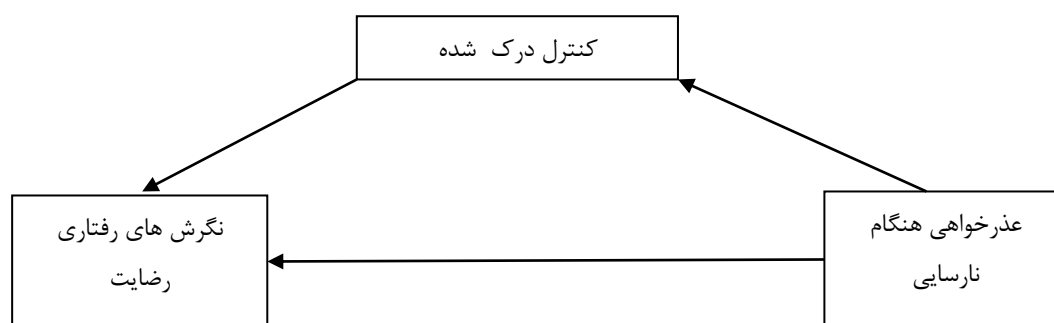 کنترل درک شده
عذرخواهی هنگام
نارسایی
نگرش های رفتاری
رضایت